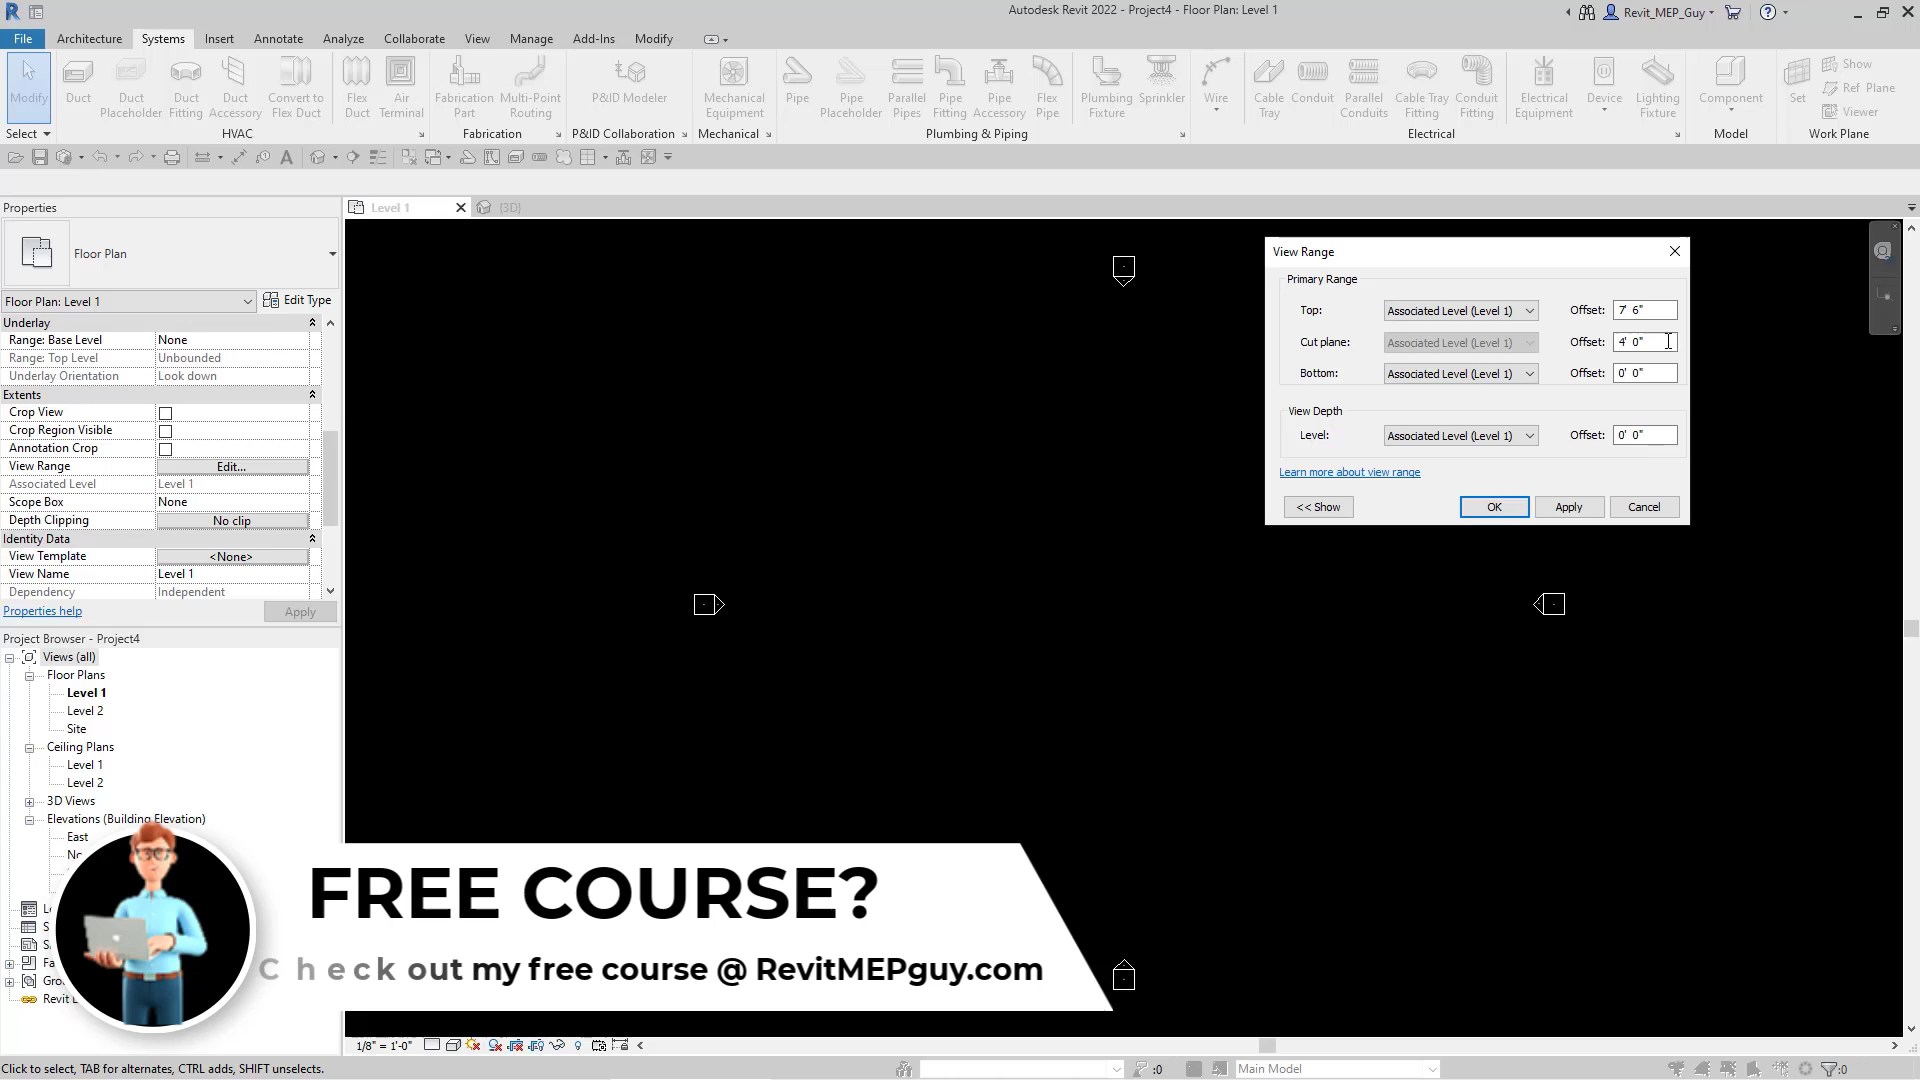 Autodesk Revit 2022 - Project4 - Floor Plan: Level 1
Revit_MEP_Guy
File Architecture Systems Insert Annotate Analyze Collaborate View Manage Add-Ins Modify
Modify
Duct
Duct Placeholder
Duct Fitting
Duct Accessory
Convert to Flex Duct
Flex Duct
Air Terminal
Fabrication Part
Multi-Point Routing
P&ID Modeler
Mechanical Equipment
Pipe
Pipe Placeholder
Parallel Pipes
Pipe Fitting
Pipe Accessory
Flex Pipe
Plumbing Fixture
Sprinkler
Wire
Cable Tray
Conduit
Parallel Conduits
Cable Tray Fitting
Conduit Fitting
Electrical Equipment
Device
Lighting Fixture
Component
Set
Show
Ref Plane
Viewer
Select HVAC Fabrication P&ID Collaboration Mechanical Plumbing & Piping Electrical Model Work Plane
Properties
Level 1
(3D)
Floor Plan
Floor Plan: Level 1
Edit Type
Underlay
Range: Base Level None
Range: Top Level Unbounded
Underlay Orientation Look down
Extents
Crop View
Crop Region Visible
Annotation Crop
View Range Edit...
Associated Level Level 1
Scope Box None
Depth Clipping No clip
Identity Data
View Template <None>
View Name Level 1
Dependency Independent
Properties help
Apply
View Range
Primary Range
Top: Associated Level (Level 1) Offset: 7' 6"
Cut plane: Associated Level (Level 1) Offset: 4' 0"
Bottom: Associated Level (Level 1) Offset: 0' 0"
View Depth
Level: Associated Level (Level 1) Offset: 0' 0"
Learn more about view range
<< Show OK Apply Cancel
Project Browser - Project4
Views (all)
Floor Plans
Level 1
Level 2
Site
Ceiling Plans
Level 1
Level 2
3D Views
Elevations (Building Elevation)
East
FREE COURSE?
Check out my free course @ RevitMEPguy.com
Revit
1/8" = 1'-0"
Click to select, TAB for alternates, CTRL adds, SHIFT unselects.
:0
Main Model
:0